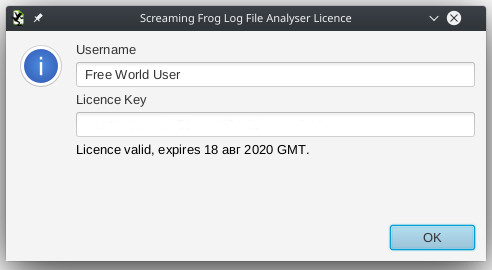 Screaming Frog Log File Analyser Licence
Username
Free World User
Licence Key
Licence valid, expires 18 авг 2020 GMT.
OK